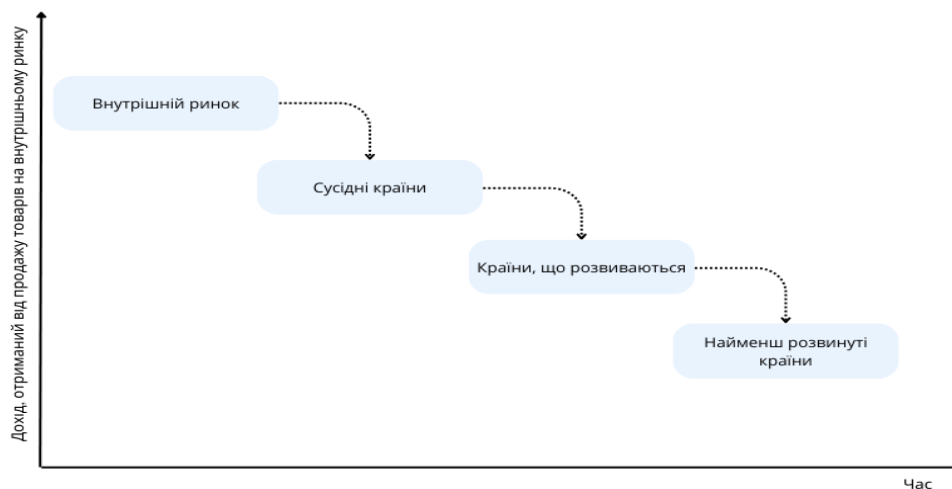 Дохід, отриманий від продажу товарів на внутрішньому ринку
Внутрішній ринок
Сусідні країни
Країни, що розвиваються
Найменш розвинуті
країни
Час